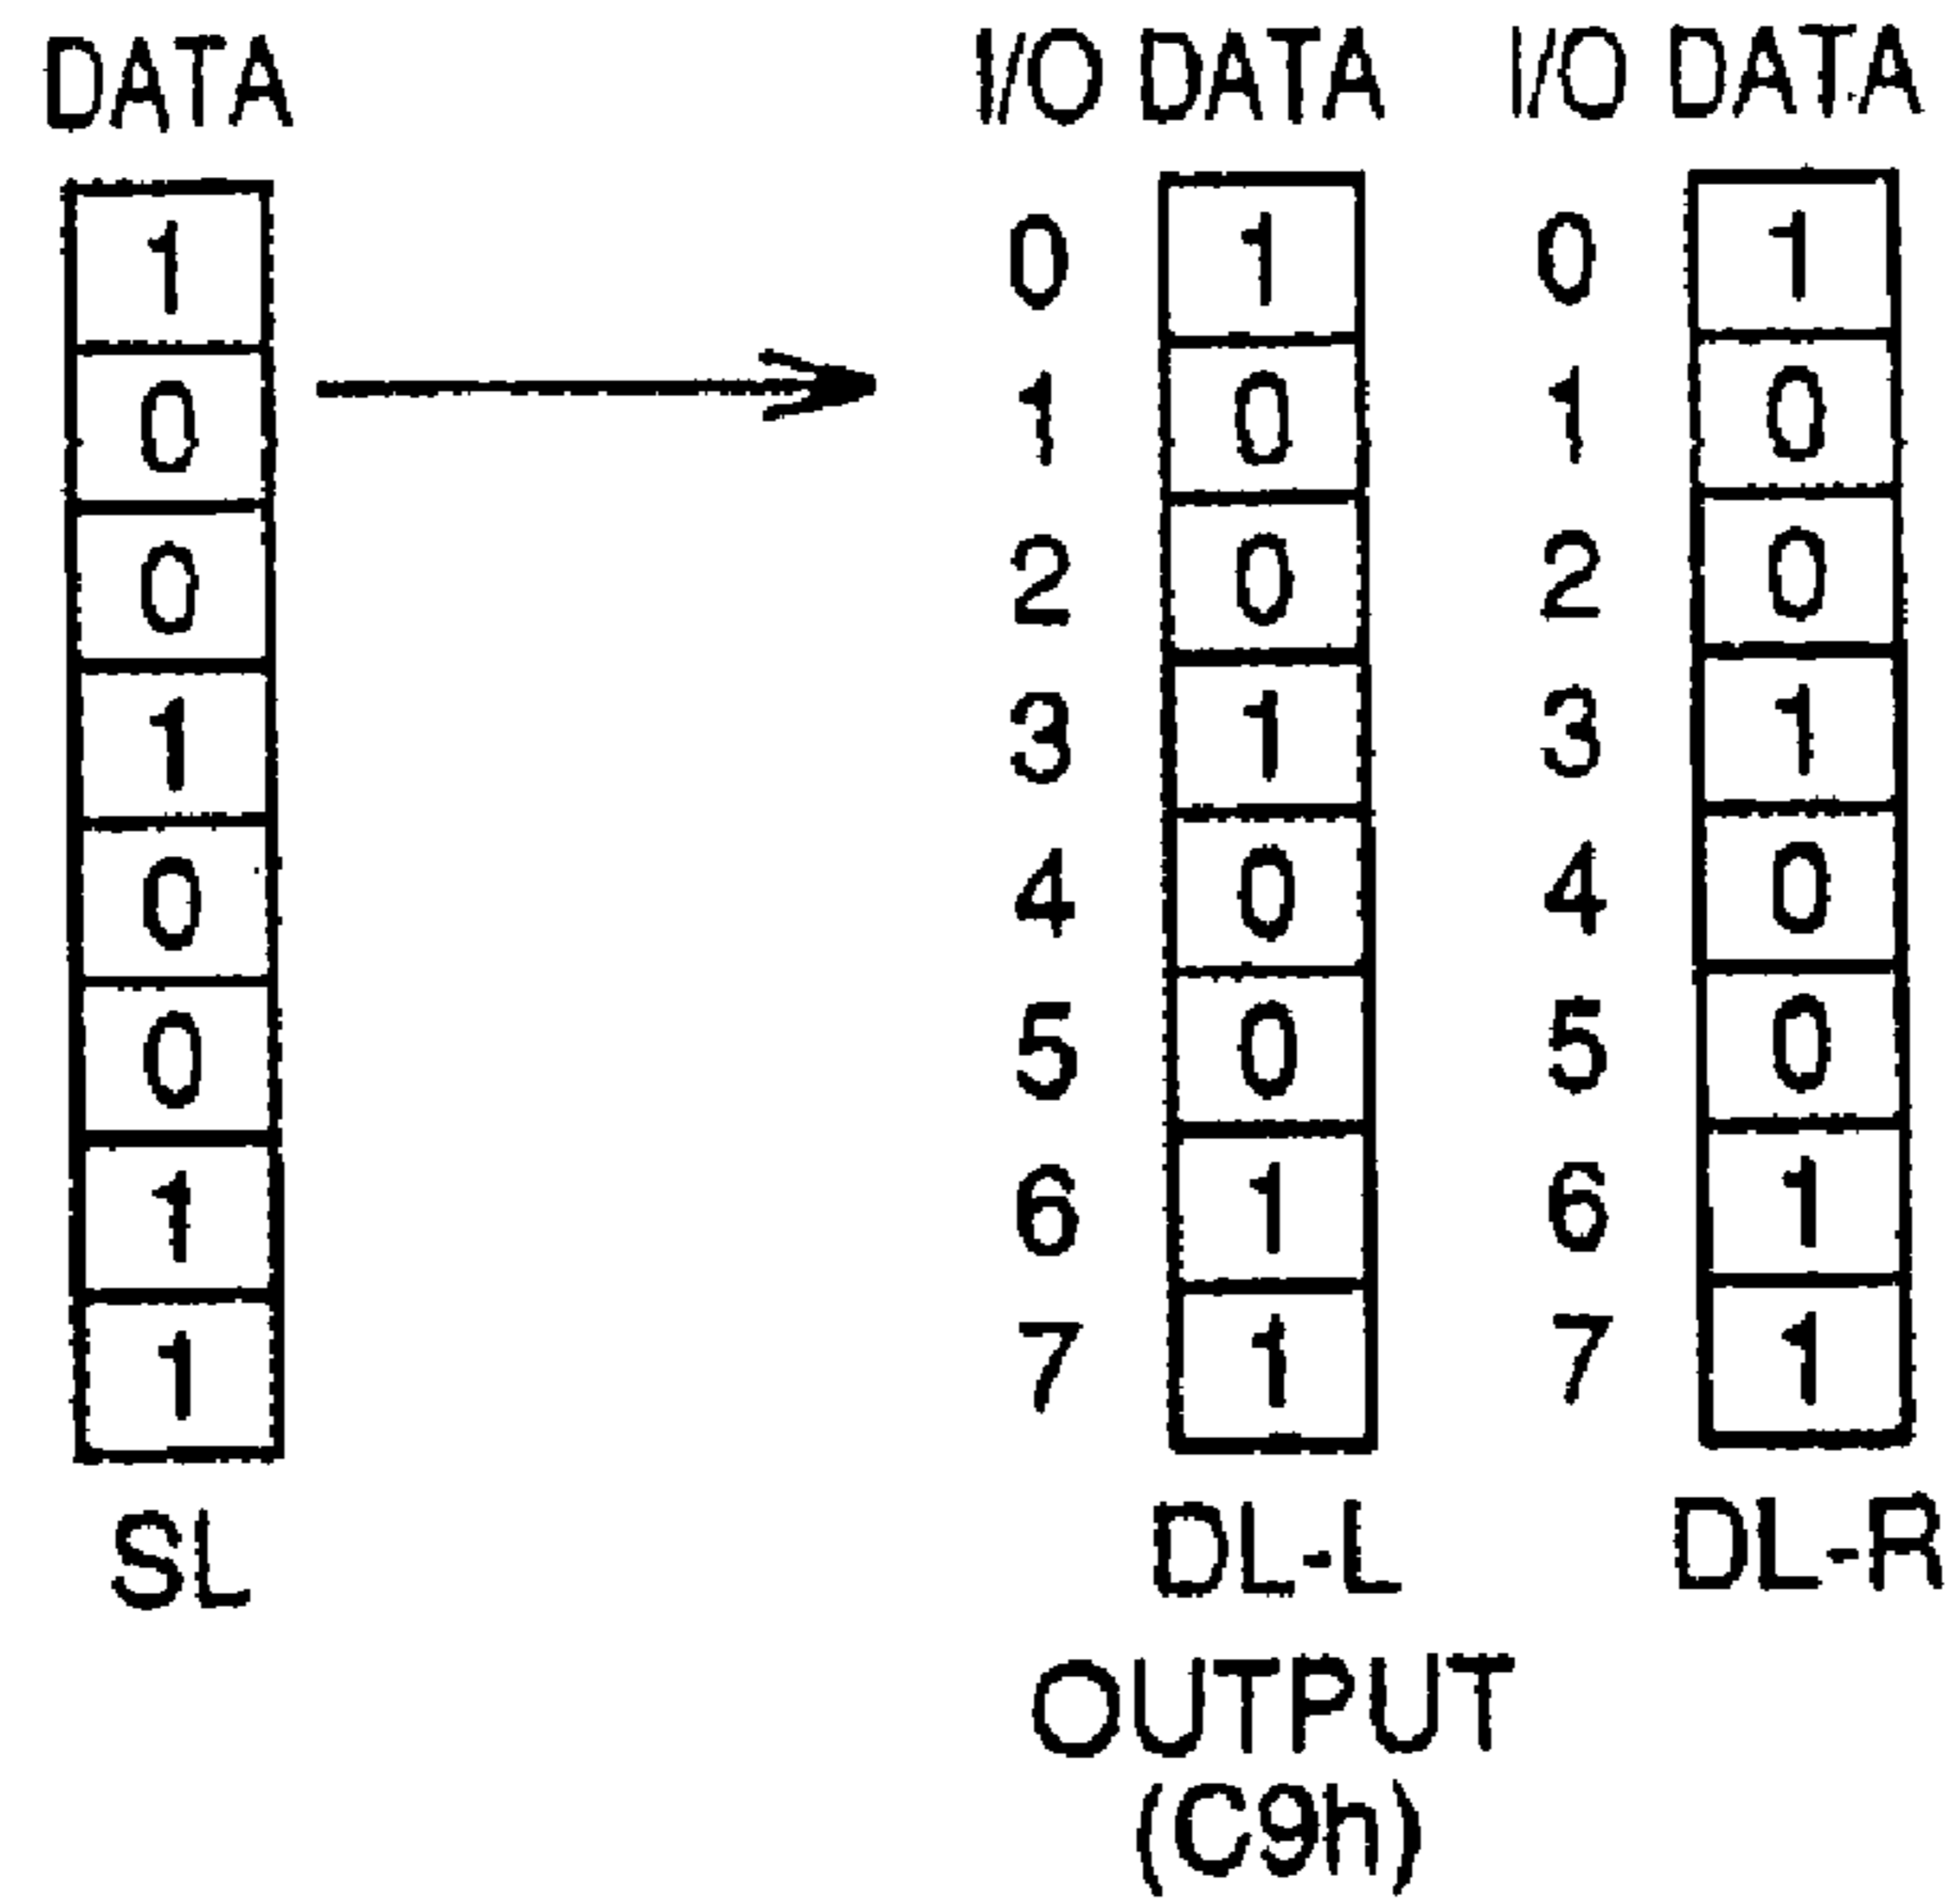 DATA I/O DATA I/O DATA
1 0 1 0 1
0 1 0 1 0
0 2 0 2 0
1 3 1 3 1
0 4 0 4 0
0 5 0 5 0
1 6 1 6 1
1 7 1 7 1
SL DL-L DL-R
OUTPUT
(C9h)